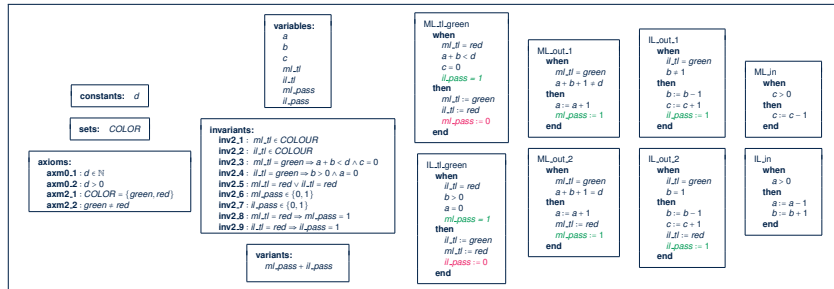 constants: d
sets: COLOR
axioms:
axm0_1 : d ∈ ℕ
axm0_2 : d > 0
axm2_1 : COLOR = {green, red}
axm2_2 : green ≠ red
variables:
a
b
c
ml_tl
il_tl
ml_pass
il_pass
invariants:
inv2_1 : ml_tl ∈ COLOUR
inv2_2 : il_tl ∈ COLOUR
inv2_3 : ml_tl = green ⇒ a + b < d ∧ c = 0
inv2_4 : il_tl = green ⇒ b > 0 ∧ a = 0
inv2_5 : ml_tl = red ∨ il_tl = red
inv2_6 : ml_pass ∈ {0, 1}
inv2_7 : il_pass ∈ {0, 1}
inv2_8 : ml_tl = red ⇒ ml_pass = 1
inv2_9 : il_tl = red ⇒ il_pass = 1
variants:
ml_pass + il_pass
ML_tl_green
when
ml_tl = red
a + b < d
c = 0
il_pass = 1
then
ml_tl := green
il_tl := red
ml_pass := 0
end
IL_tl_green
when
il_tl = red
b > 0
a = 0
ml_pass = 1
then
il_tl := green
ml_tl := red
il_pass := 0
end
ML_out_1
when
ml_tl = green
a + b + 1 ≠ d
then
a := a + 1
ml_pass := 1
end
ML_out_2
when
ml_tl = green
a + b + 1 = d
then
a := a + 1
ml_tl := red
ml_pass := 1
end
IL_out_1
when
il_tl = green
b ≠ 1
then
b := b − 1
c := c + 1
il_pass := 1
end
IL_out_2
when
il_tl = green
b = 1
then
b := b − 1
c := c + 1
il_tl := red
il_pass := 1
end
ML_in
when
c > 0
then
c := c − 1
end
IL_in
when
a > 0
then
a := a − 1
b := b + 1
end